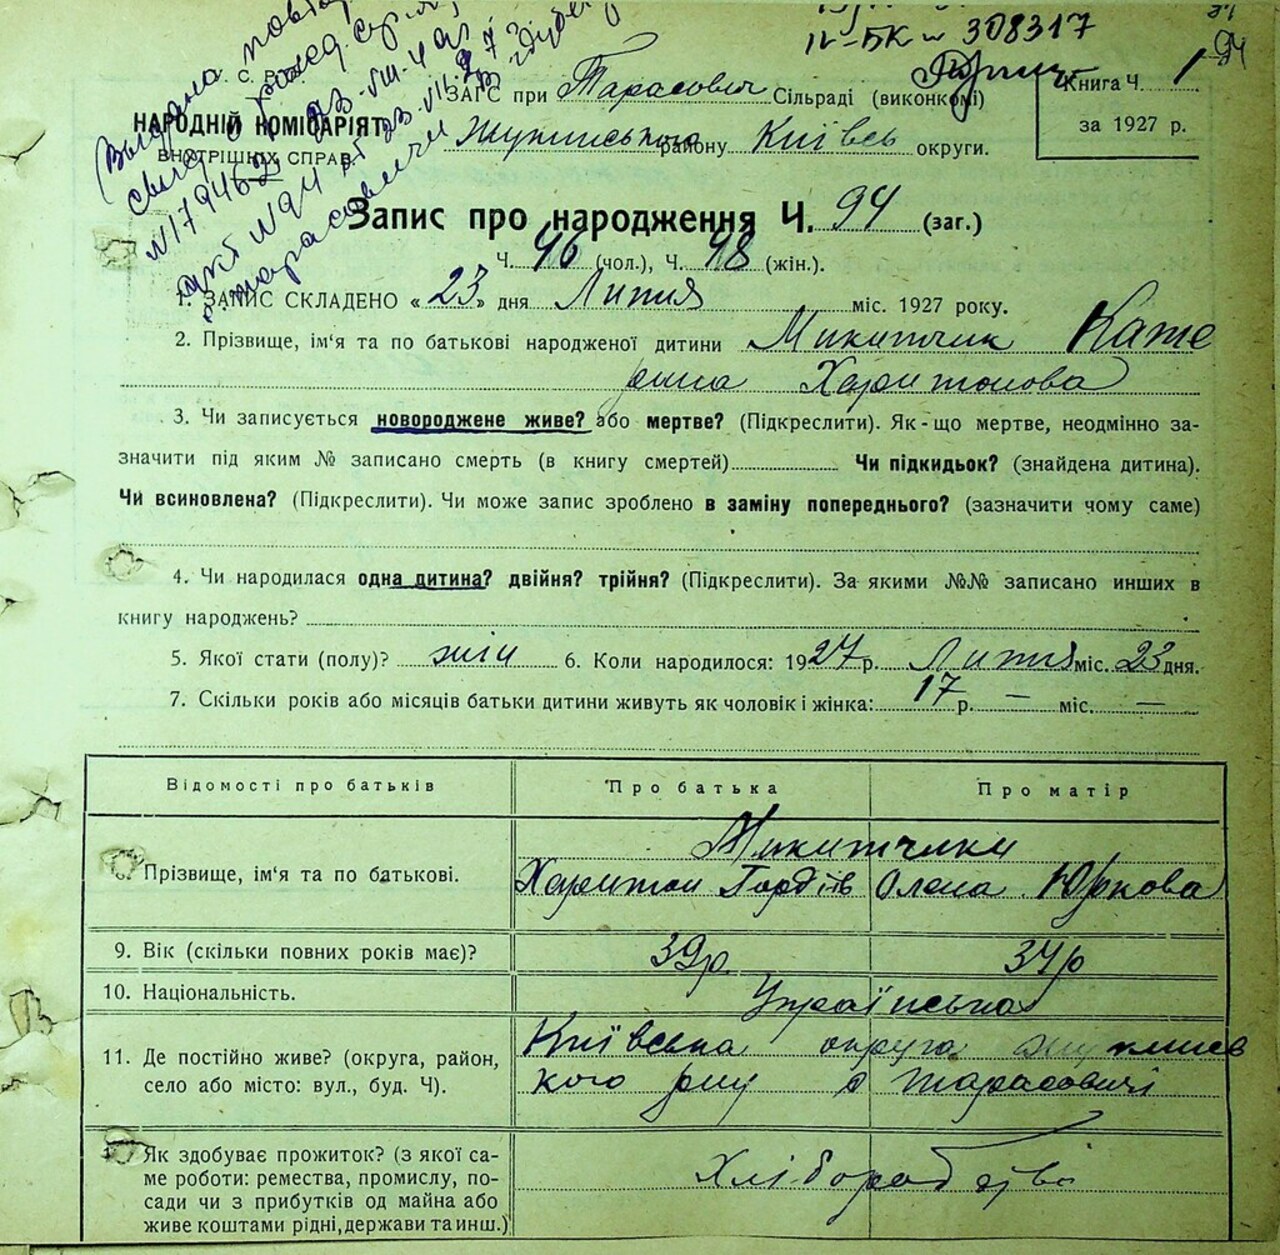 IV-БК № 308317
94
У. С. Р. Р.
НАРОДНІЙ КОМІСАРІЯТ
ВНУТРІШНІХ СПРАВ
ЗАГС при Тарасович Сільраді (виконкомі)
Жукинського району Київсь округи.
Книга Ч. 1
за 1927 р.
Запис про народження Ч. 94 (заг.)
Ч. 46 (чол.), Ч. 48 (жін.).
1. ЗАПИС СКЛАДЕНО «23» дня Липня міс. 1927 року.
2. Прізвище, ім'я та по батькові народженої дитини Микитчик Кате
рина Харитонова
3. Чи записується новороджене живе? або мертве? (Підкреслити). Як-що мертве, неодмінно за-
значити під яким № записано смерть (в книгу смертей) Чи підкидьок? (знайдена дитина).
Чи всиновлена? (Підкреслити). Чи може запис зроблено в заміну попереднього? (зазначити чому саме)
4. Чи народилася одна дитина? двійня? трійня? (Підкреслити). За якими №№ записано инших в
книгу народжень?
5. Якої стати (полу)? жін 6. Коли народилося: 1927 р. Липня міс. 23 дня.
7. Скільки років або місяців батьки дитини живуть як чоловік і жінка: 17 р. — міс. —
Відомості про батьків Про батька Про матір
Микитчики
8. Прізвище, ім'я та по батькові. Харитон Гордіїв Олена Юркова
9. Вік (скільки повних років має)? 39р 34р
10. Національність. Українська
11. Де постійно живе? (округа, район,
село або місто: вул., буд. Ч).
Київська округа Жукинсь
кого р-ну с Тарасовичі
Як здобуває прожиток? (з якої са-
ме роботи: ремества, промислу, по-
сади чи з прибутків од майна або
живе коштами рідні, держави та инш.)
Хліборобство